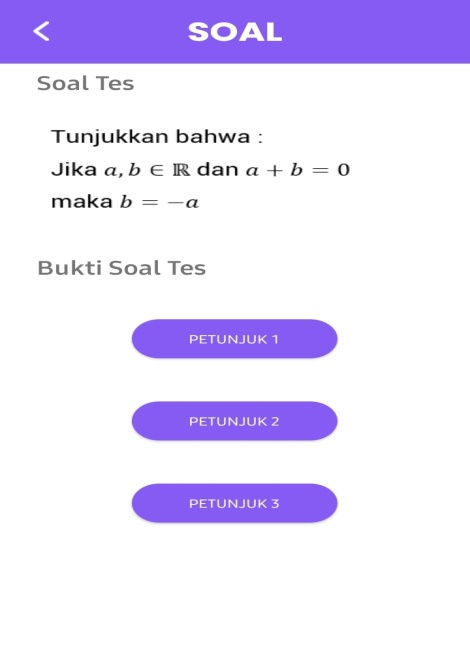 SOAL
Soal Tes
Tunjukkan bahwa :
Jika a, b ∈ ℝ dan a + b = 0
maka b = −a
Bukti Soal Tes
PETUNJUK 1
PETUNJUK 2
PETUNJUK 3